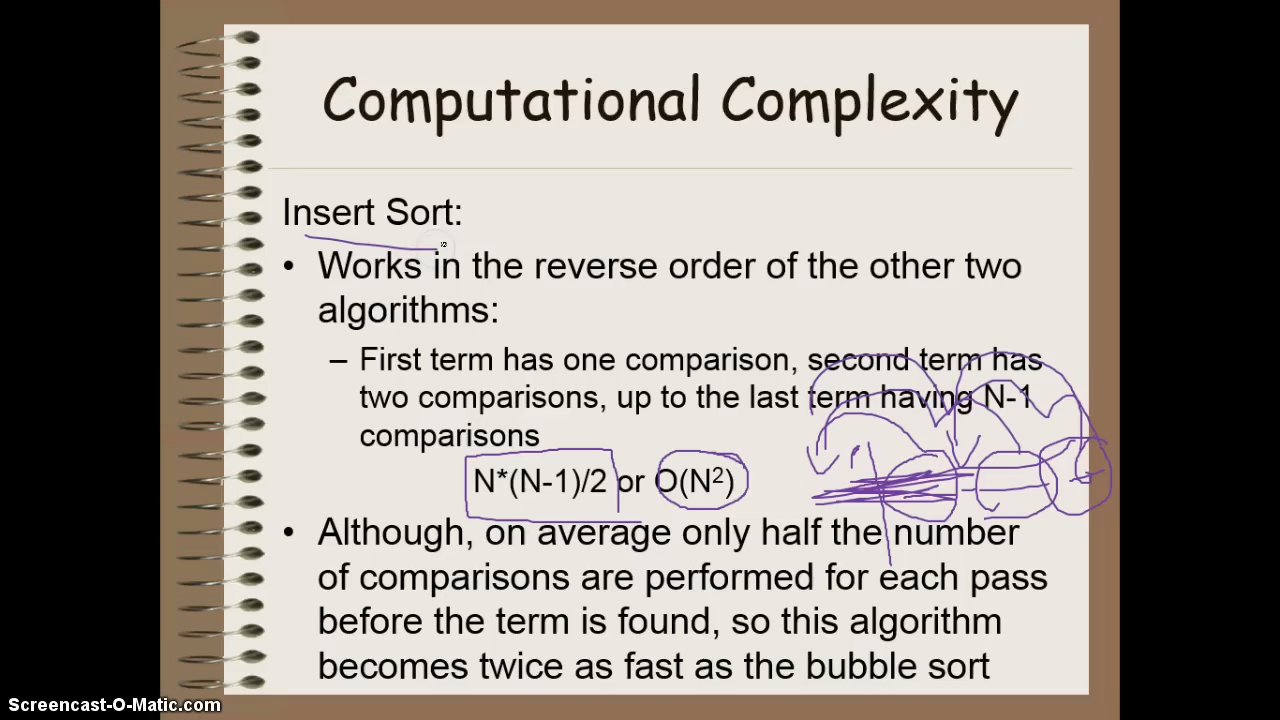 Computational Complexity
Insert Sort:
• Works in the reverse order of the other two
algorithms:
– First term has one comparison, second term has
two comparisons, up to the last term having N-1
comparisons
N*(N-1)/2 or O(N²)
• Although, on average only half the number
of comparisons are performed for each pass
before the term is found, so this algorithm
becomes twice as fast as the bubble sort
Screencast-O-Matic.com